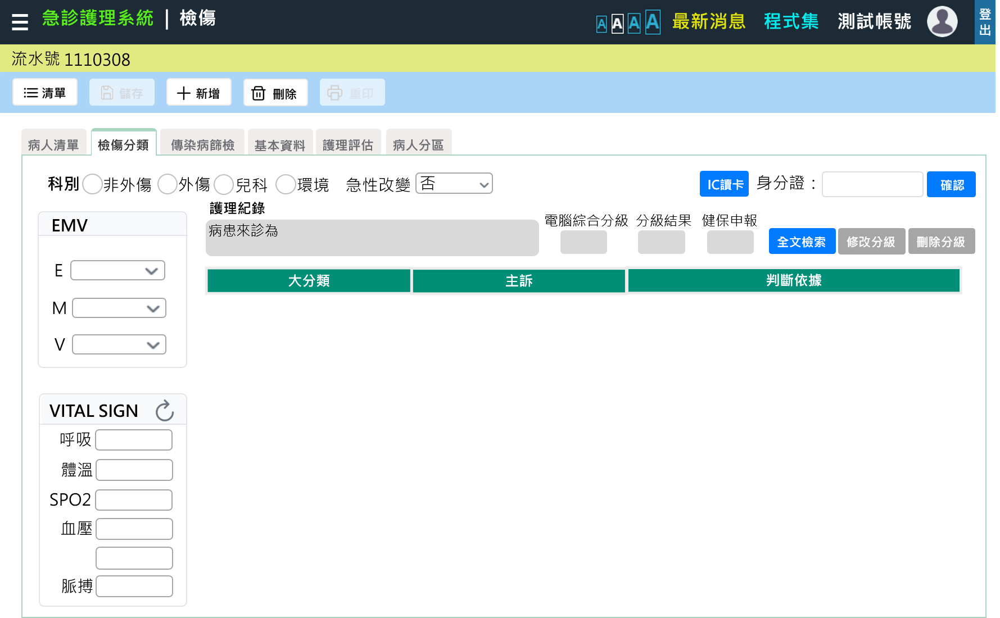 急診護理系統 | 檢傷 A A A A 最新消息 程式集 測試帳號 登出
流水號 1110308
清單 儲存 新增 刪除 重印
病人清單 檢傷分類 傳染病篩檢 基本資料 護理評估 病人分區
科別 非外傷 外傷 兒科 環境 急性改變 否 IC讀卡 身分證： 確認
護理紀錄
病患來診為
電腦綜合分級 分級結果 健保申報 全文檢索 修改分級 刪除分級
大分類 主訴 判斷依據
EMV
E
M
V
VITAL SIGN
呼吸
體溫
SPO2
血壓
脈搏